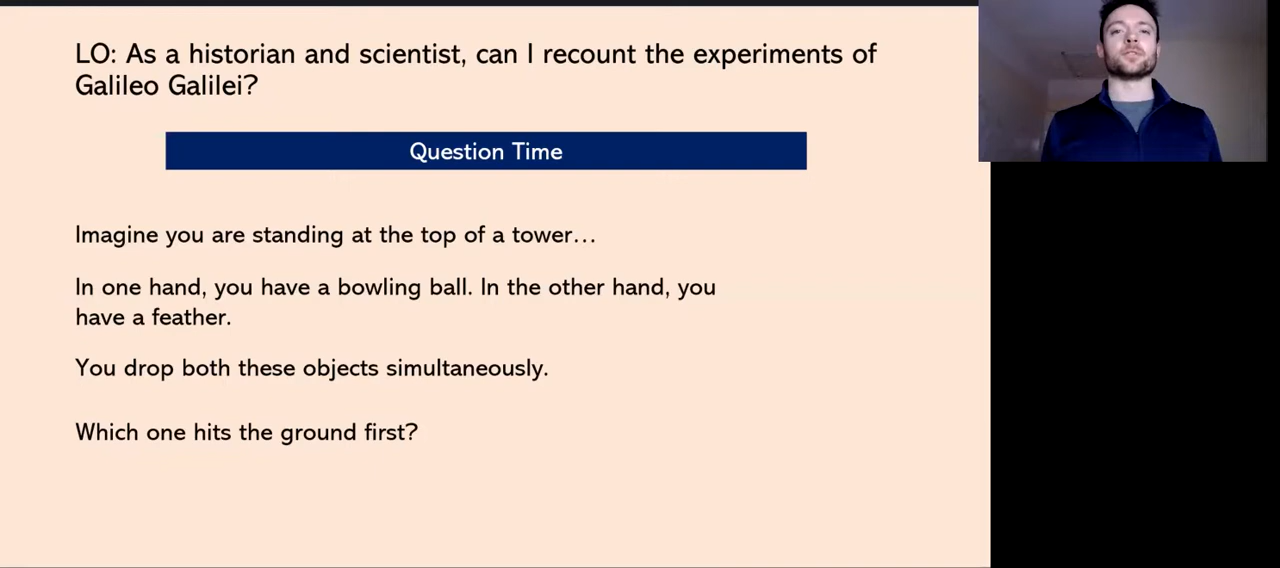 LO: As a historian and scientist, can I recount the experiments of
Galileo Galilei?
Question Time
Imagine you are standing at the top of a tower…
In one hand, you have a bowling ball. In the other hand, you
have a feather.
You drop both these objects simultaneously.
Which one hits the ground first?